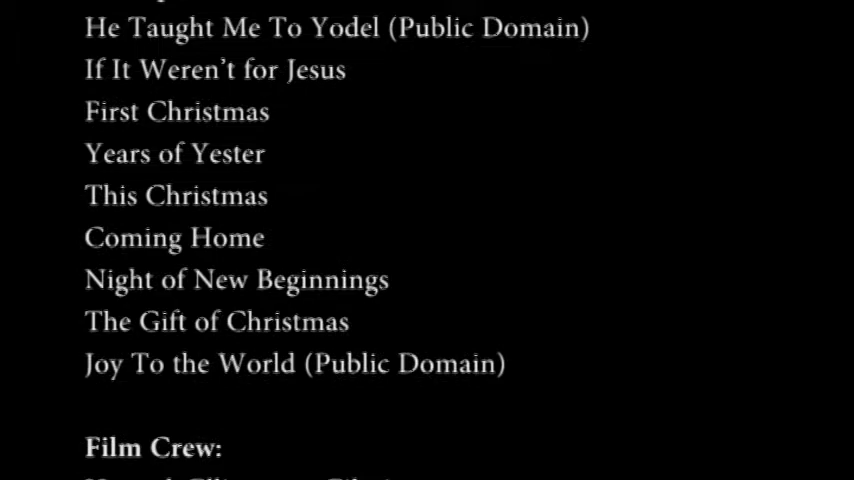 He Taught Me To Yodel (Public Domain)
If It Weren't for Jesus
First Christmas
Years of Yester
This Christmas
Coming Home
Night of New Beginnings
The Gift of Christmas
Joy To the World (Public Domain)
Film Crew: